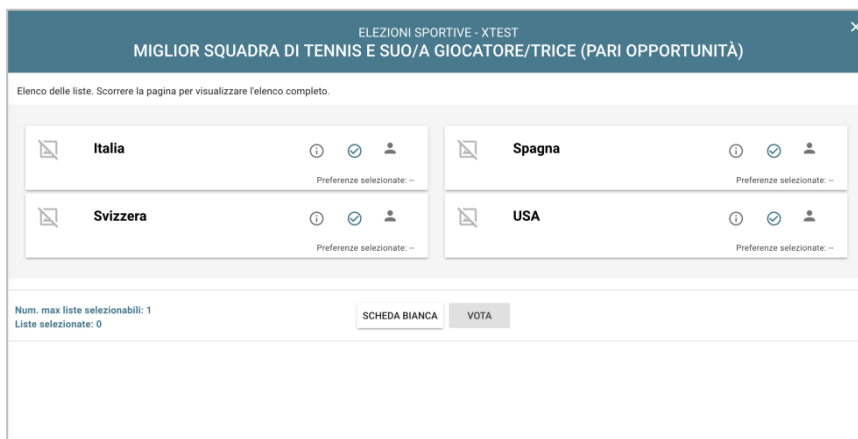 ELEZIONI SPORTIVE - XTEST
MIGLIOR SQUADRA DI TENNIS E SUO/A GIOCATORE/TRICE (PARI OPPORTUNITÀ)
Elenco delle liste. Scorrere la pagina per visualizzare l'elenco completo.
Italia
Preferenze selezionate: --
Spagna
Preferenze selezionate: --
Svizzera
Preferenze selezionate: --
USA
Preferenze selezionate: --
Num. max liste selezionabili: 1
Liste selezionate: 0
SCHEDA BIANCA
VOTA